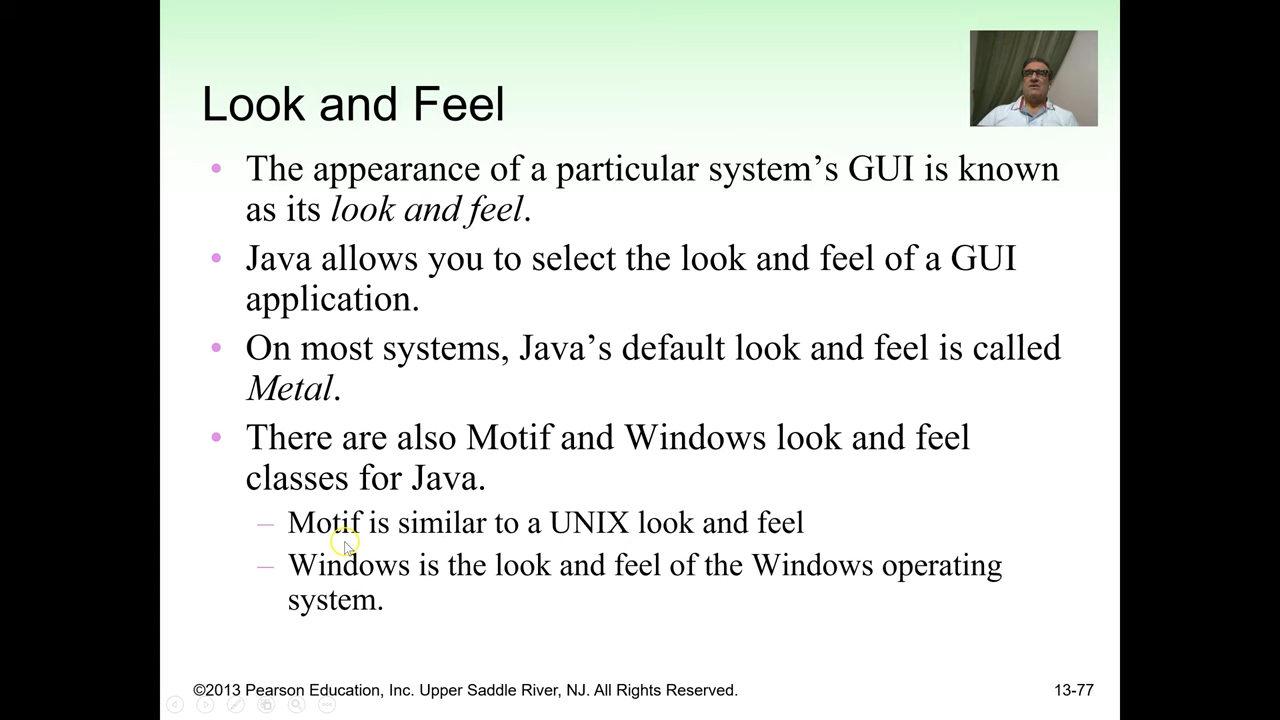 Look and Feel
• The appearance of a particular system’s GUI is known
as its look and feel.
• Java allows you to select the look and feel of a GUI
application.
• On most systems, Java’s default look and feel is called
Metal.
• There are also Motif and Windows look and feel
classes for Java.
– Motif is similar to a UNIX look and feel
– Windows is the look and feel of the Windows operating
system.
©2013 Pearson Education, Inc. Upper Saddle River, NJ. All Rights Reserved.
13-77